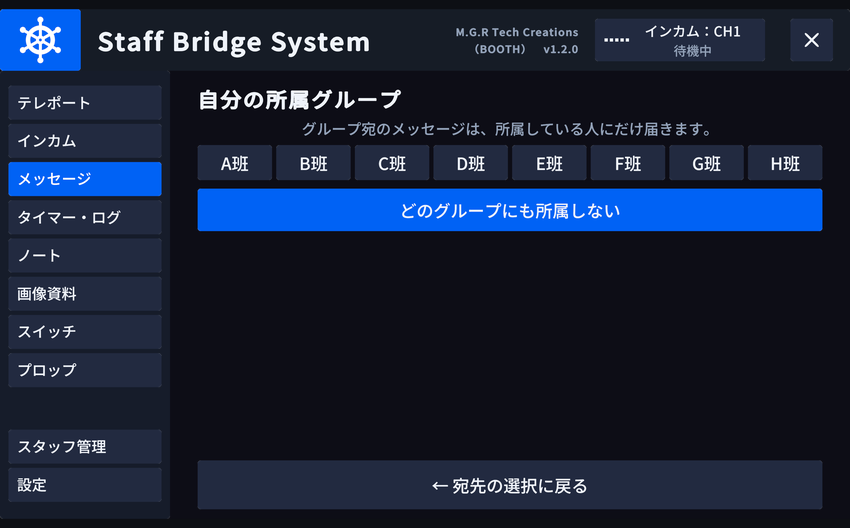 Staff Bridge System
M.G.R Tech Creations
（BOOTH） v1.2.0
インカム：CH1
待機中
テレポート
インカム
メッセージ
タイマー・ログ
ノート
画像資料
スイッチ
プロップ
スタッフ管理
設定
自分の所属グループ
グループ宛のメッセージは、所属している人にだけ届きます。
A班 B班 C班 D班 E班 F班 G班 H班
どのグループにも所属しない
←宛先の選択に戻る